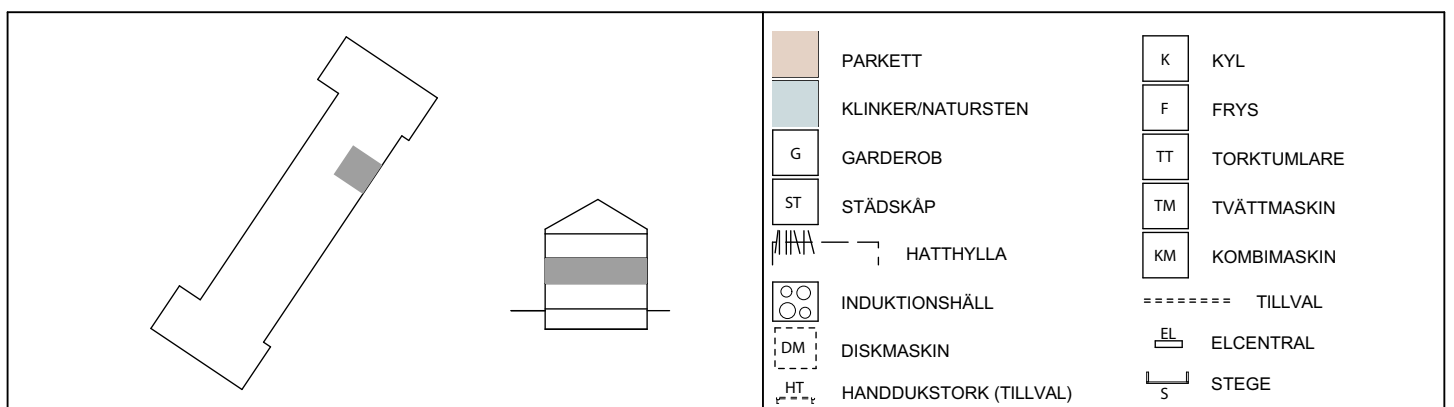 PARKETT
KLINKER/NATURSTEN
G GARDEROB
ST STÄDSKÅP
HATTHYLLA
INDUKTIONSHÄLL
DM DISKMASKIN
HT HANDDUKSTORK (TILLVAL)
K KYL
F FRYS
TT TORKTUMLARE
TM TVÄTTMASKIN
KM KOMBIMASKIN
TILLVAL
EL ELCENTRAL
S STEGE